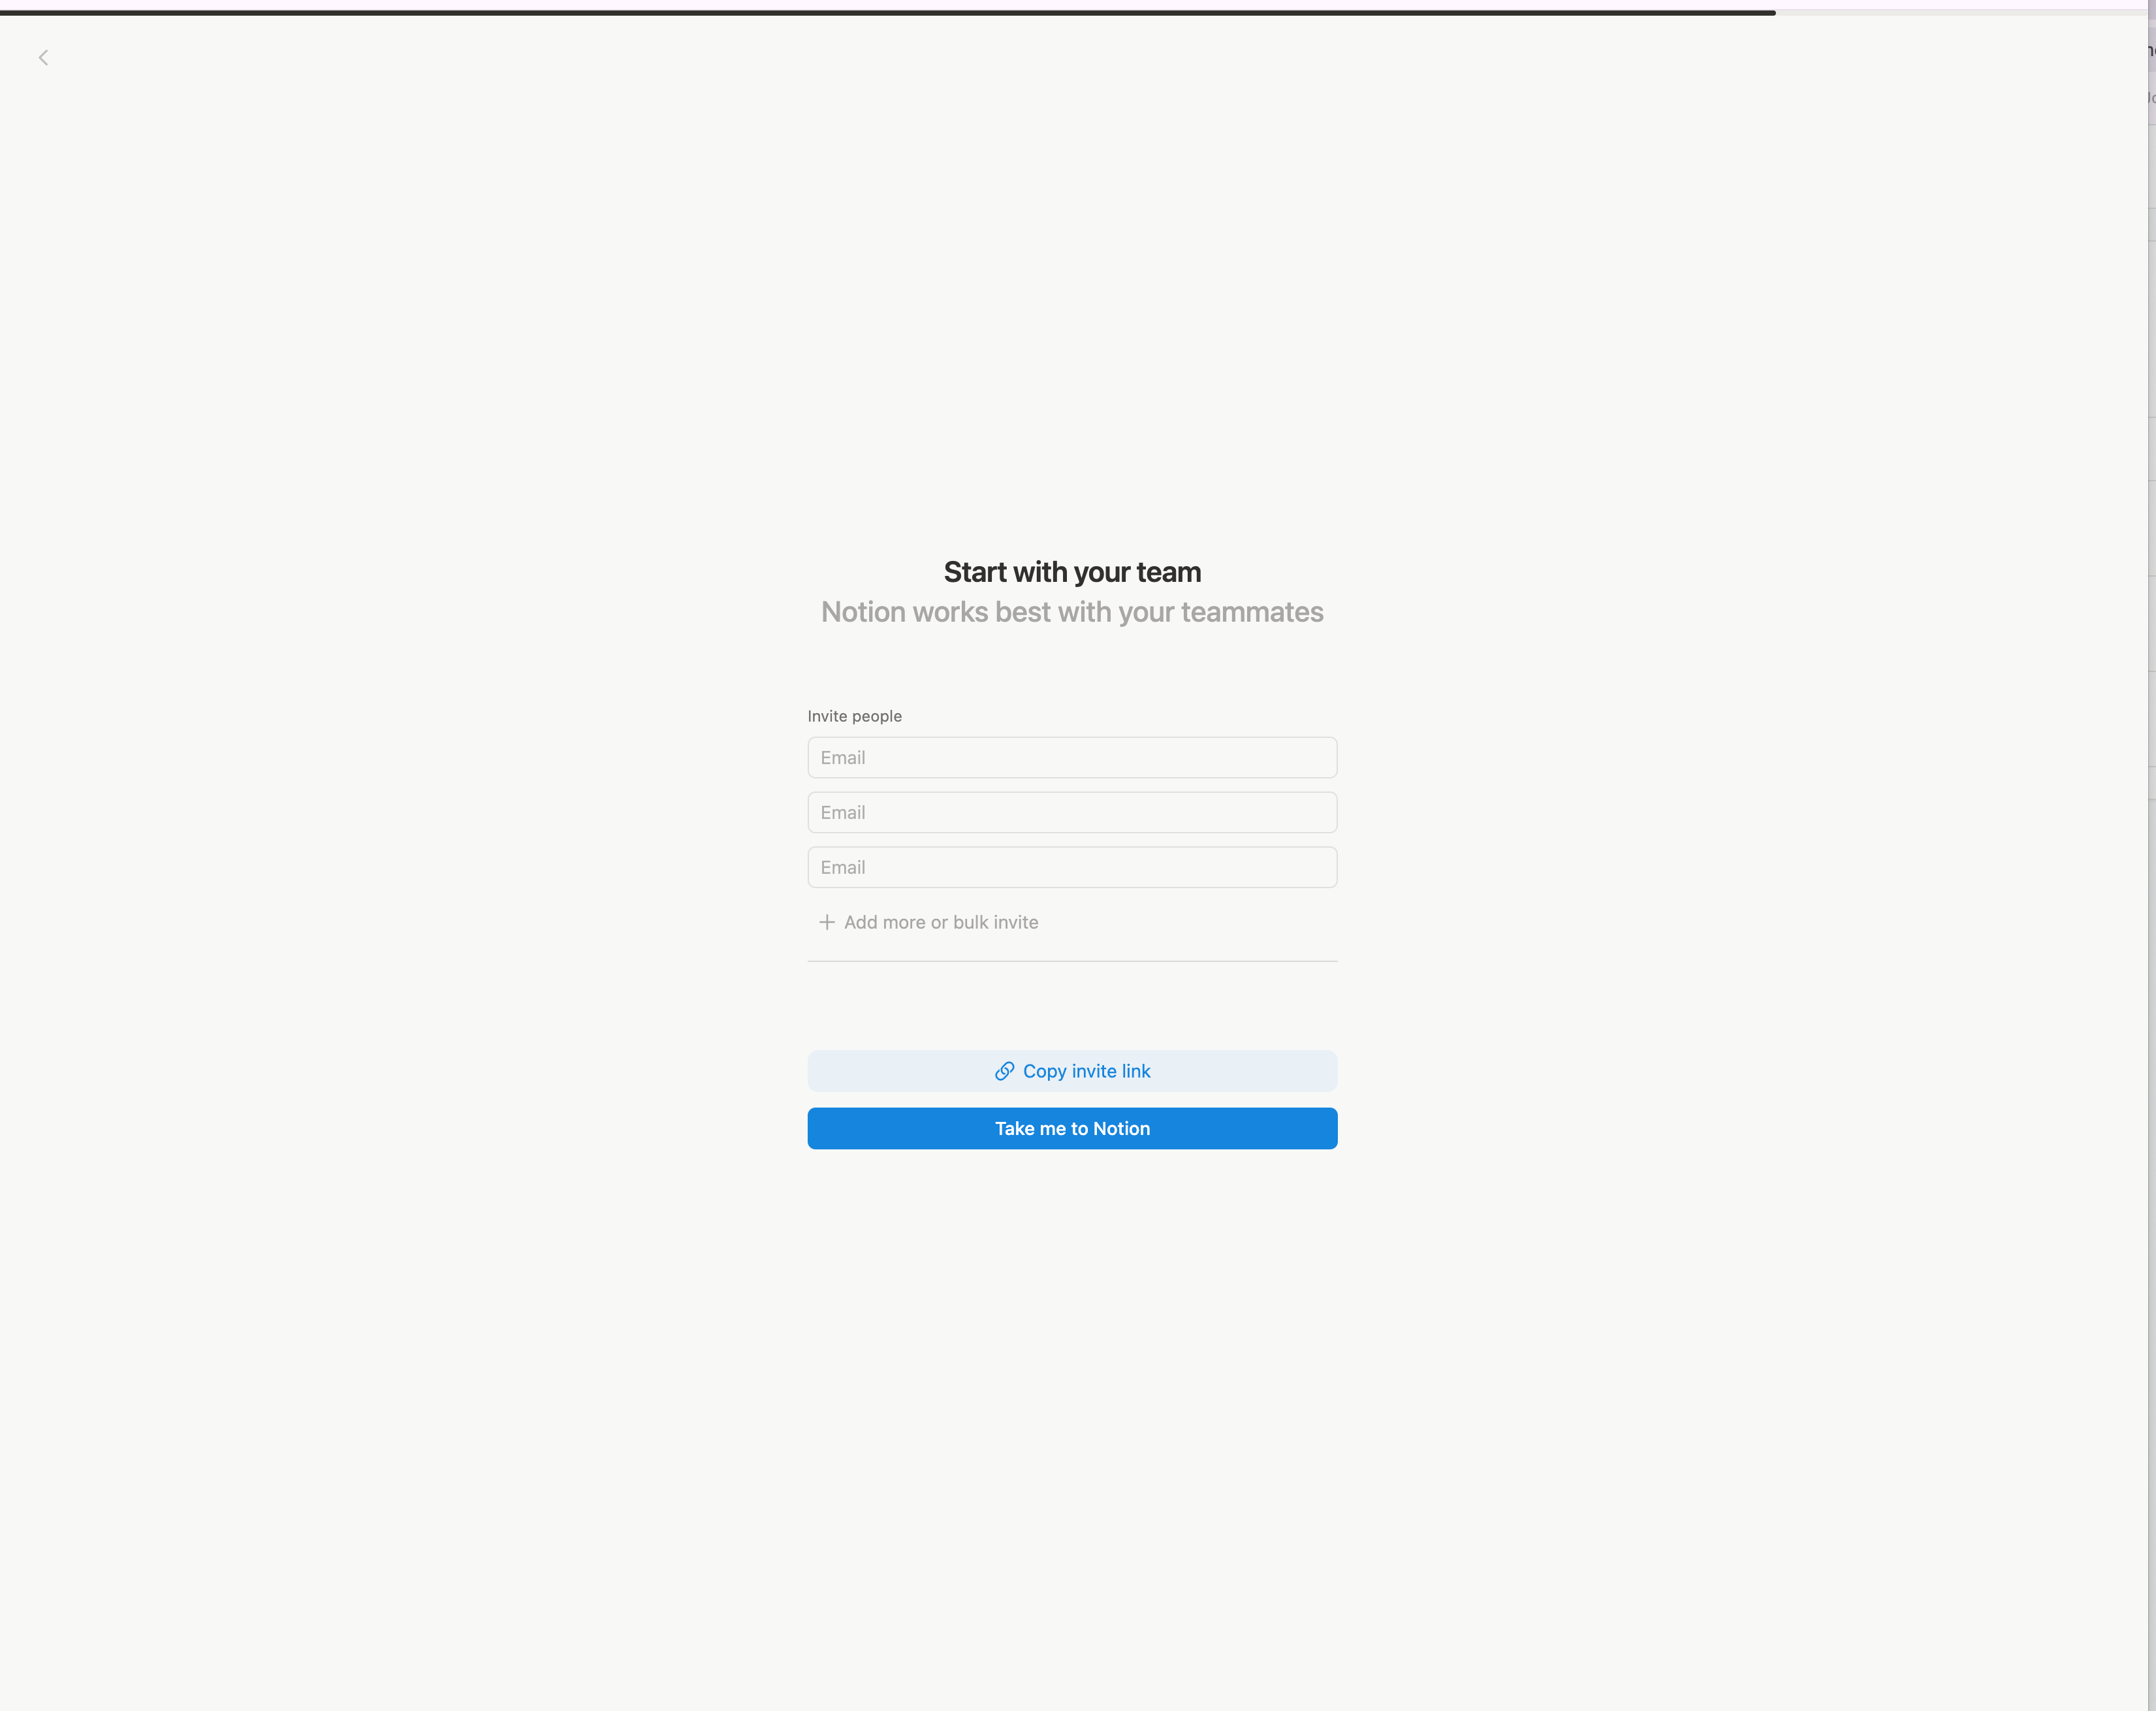 Start with your team
Notion works best with your teammates
Invite people
Email
Email
Email
Add more or bulk invite
Copy invite link
Take me to Notion